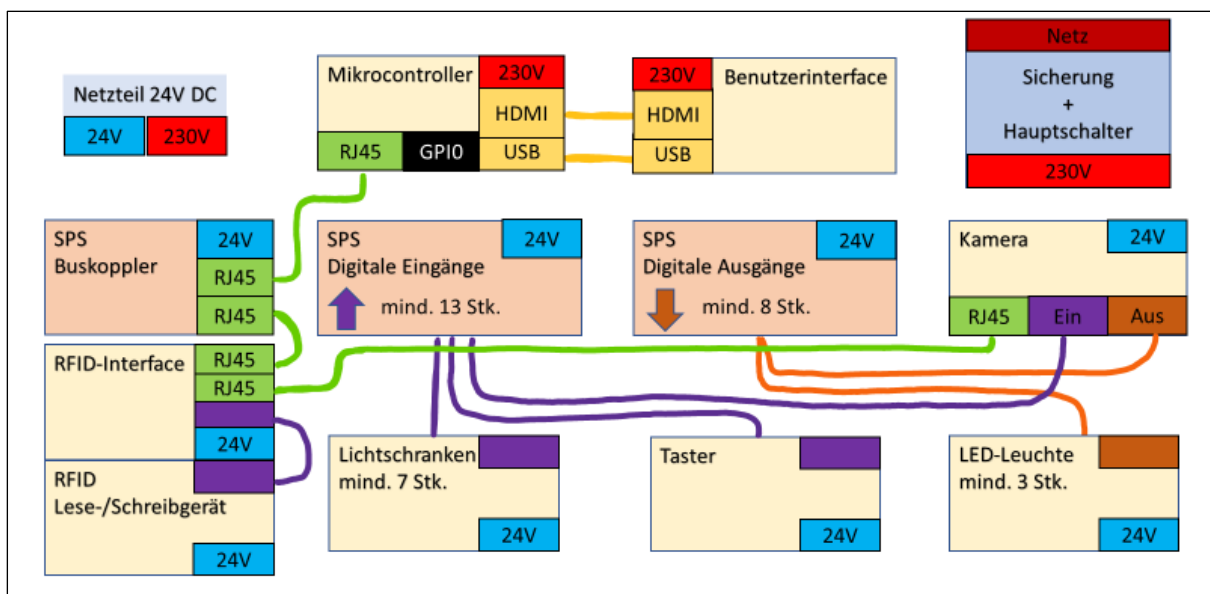 Netzteil 24V DC
24V
230V
Mikrocontroller
230V
HDMI
RJ45
GPI0
USB
230V
Benutzerinterface
HDMI
USB
Netz
Sicherung
+
Hauptschalter
230V
SPS
Buskoppler
24V
RJ45
RJ45
SPS
Digitale Eingänge
24V
mind. 13 Stk.
SPS
Digitale Ausgänge
24V
mind. 8 Stk.
Kamera
24V
RJ45
Ein
Aus
RFID-Interface
RJ45
RJ45
24V
RFID
Lese-/Schreibgerät
24V
Lichtschranken
mind. 7 Stk.
24V
Taster
24V
LED-Leuchte
mind. 3 Stk.
24V